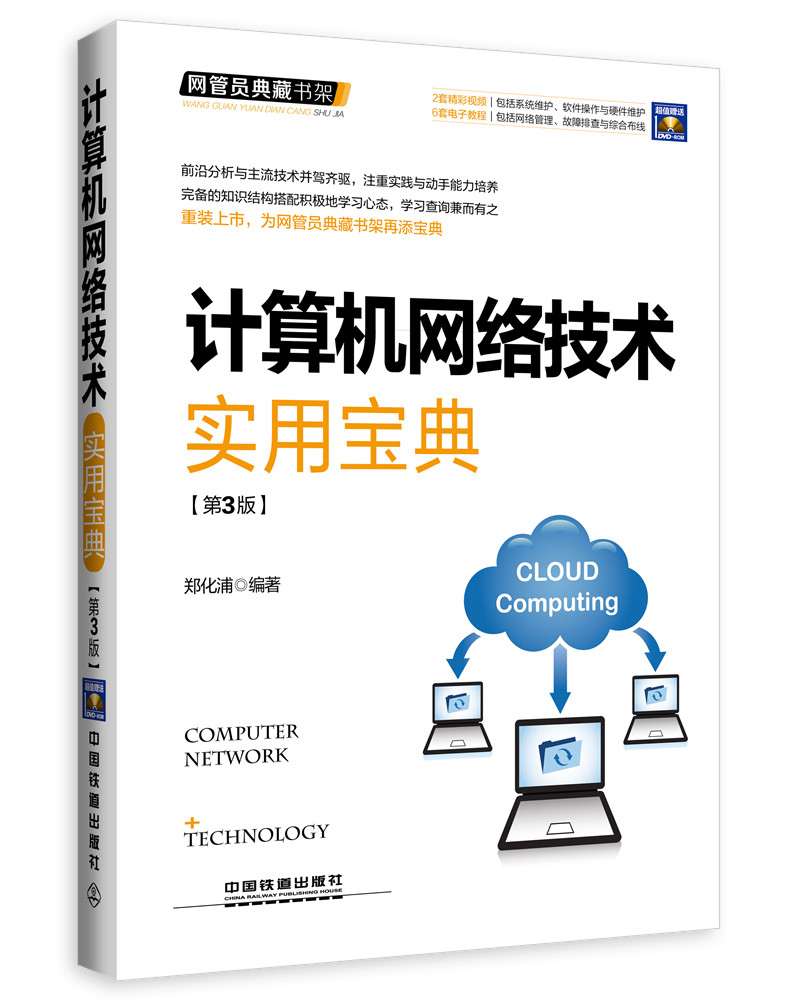 网管员典藏书架
WANG GUAN YUAN DIAN CANG SHU JIA
2套精彩视频|包括系统维护、软件操作与硬件维护
6套电子教程|包括网络管理、故障排查与综合布线
超值赠送
1DVD-ROM
前沿分析与主流技术并驾齐驱，注重实践与动手能力培养
完备的知识结构搭配积极地学习心态，学习查询兼而有之
重装上市，为网管员典藏书架再添宝典
计算机网络技术
实用宝典
【第3版】
郑化浦◎编著
CLOUD
Computing
COMPUTER
NETWORK
+
TECHNOLOGY
中国铁道出版社
CHINA RAILWAY PUBLISHING HOUSE
计算机网络技术
实用宝典
【第3版】
超值赠送
1DVD-ROM
中国铁道出版社